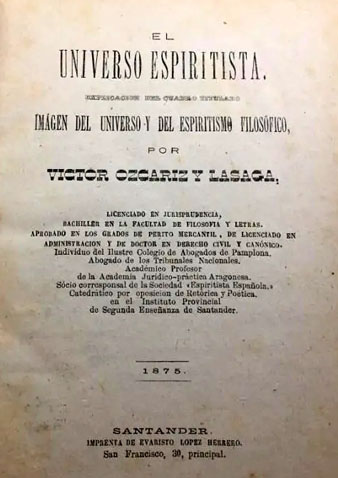 EL
UNIVERSO ESPIRITISTA.
EXPLICACION DEL CUADRO TITULADO
IMÁGEN DEL UNIVERSO Y DEL ESPIRITISMO FILOSÓFICO,
POR
VICTOR OZCARIZ Y LASAGA,
LICENCIADO EN JURISPRUDENCIA,
BACHILLER EN LA FACULTAD DE FILOSOFIA Y LETRAS.
APROBADO EN LOS GRADOS DE PERITO MERCANTIL, DE LICENCIADO EN
ADMINISTRACION Y DE DOCTOR EN DERECHO CIVIL Y CANÓNICO.
Individuo del Ilustre Colegio de Abogados de Pamplona.
Abogado de los Tribunales Nacionales.
Académico Profesor
de la Academia Jurídico-práctica Aragonesa.
Sócio corresponsal de la Sociedad «Espiritista Española.»
Catedrático por oposicion de Retórica y Poética.
en el Instituto Provincial
de Segunda Enseñanza de Santander.
1875.
SANTANDER.
IMPRENTA DE EVARISTO LOPEZ HERRERO.
San Francisco, 30, principal.